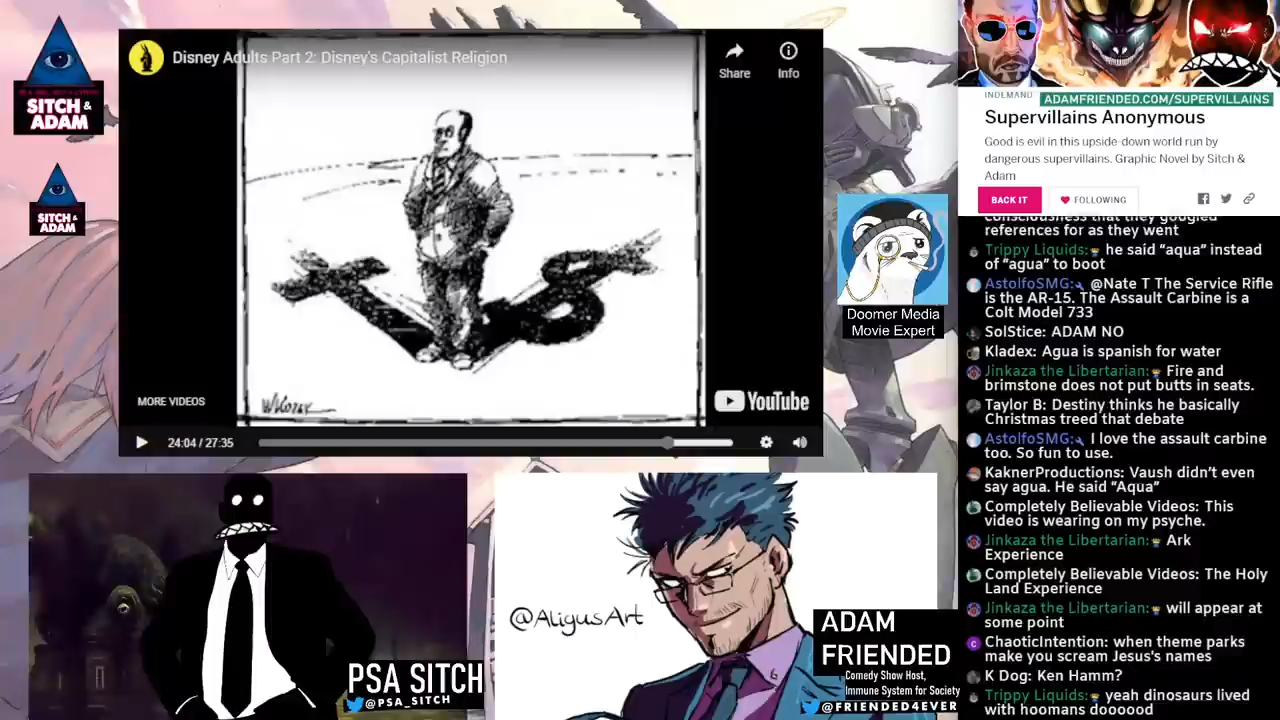 SITCH &
ADAM
SITCH &
ADAM
Disney Adults Part 2: Disney's Capitalist Religion
Share
Info
MORE VIDEOS
YouTube
24:04 / 27:35
Doomer Media
Movie Expert
@AligusArt
PSA SITCH
@PSA_SITCH
ADAM
FRIENDED
Comedy Show Host,
Immune System for Society
@FRIENDED4EVER
INDEMAND
ADAMFRIENDED.COM/SUPERVILLAINS
Supervillains Anonymous
Good is evil in this upside-down world run by
dangerous supervillains. Graphic Novel by Sitch &
Adam
BACK IT
FOLLOWING
consciousness that they googled
references for as they went
Trippy Liquids: he said “aqua” instead
of “agua” to boot
AstolfoSMG: @Nate T The Service Rifle
is the AR-15. The Assault Carbine is a
Colt Model 733
SolStice: ADAM NO
Kladex: Agua is spanish for water
Jinkaza the Libertarian: Fire and
brimstone does not put butts in seats.
Taylor B: Destiny thinks he basically
Christmas treed that debate
AstolfoSMG: I love the assault carbine
too. So fun to use.
KaknerProductions: Vaush didn’t even
say agua. He said “Aqua”
Completely Believable Videos: This
video is wearing on my psyche.
Jinkaza the Libertarian: Ark
Experience
Completely Believable Videos: The Holy
Land Experience
Jinkaza the Libertarian: will appear at
some point
ChaoticIntention: when theme parks
make you scream Jesus's names
K Dog: Ken Hamm?
Trippy Liquids: yeah dinosaurs lived
with hoomans doooood